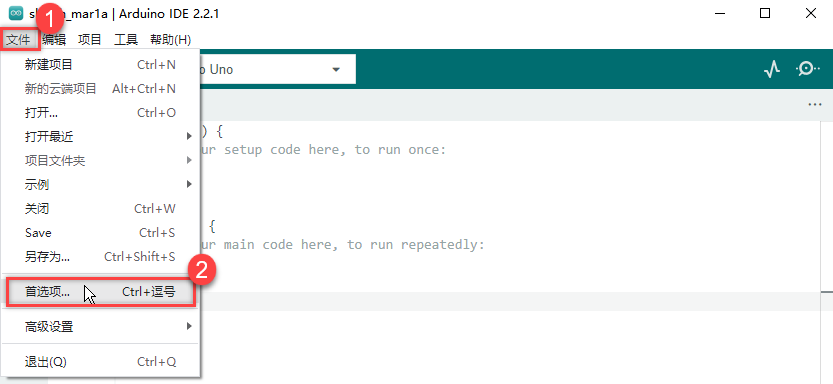 sk h_mar1a | Arduino IDE 2.2.1
1
文件 编辑 项目 工具 帮助(H)
新建项目 Ctrl+N
o Uno
新的云端项目 Alt+Ctrl+N
打开... Ctrl+O
打开最近
) {
项目文件夹
ur setup code here, to run once:
示例
关闭 Ctrl+W
Save Ctrl+S
{
另存为... Ctrl+Shift+S
ur main code here, to run repeatedly:
2
首选项... Ctrl+逗号
高级设置
退出(Q) Ctrl+Q